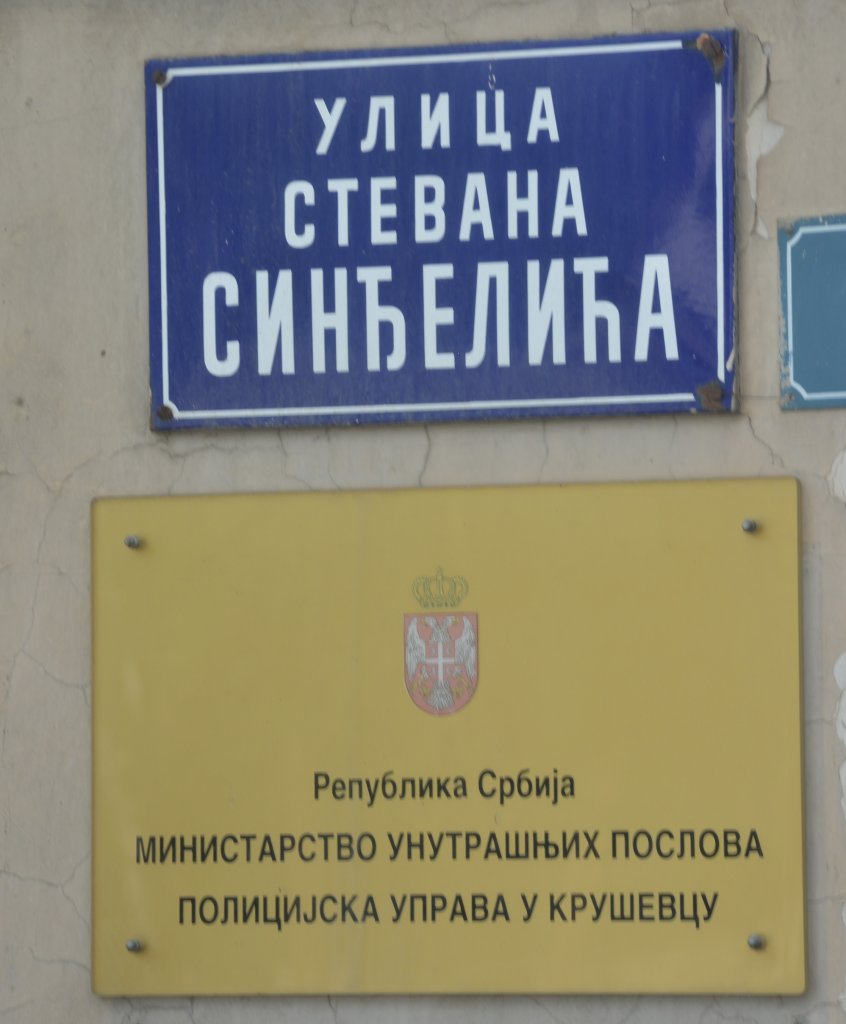 УЛИЦА
СТЕВАНА
СИНЂЕЛИЋА
Република Србија
МИНИСТАРСТВО УНУТРАШЊИХ ПОСЛОВА
ПОЛИЦИЈСКА УПРАВА У КРУШЕВЦУ